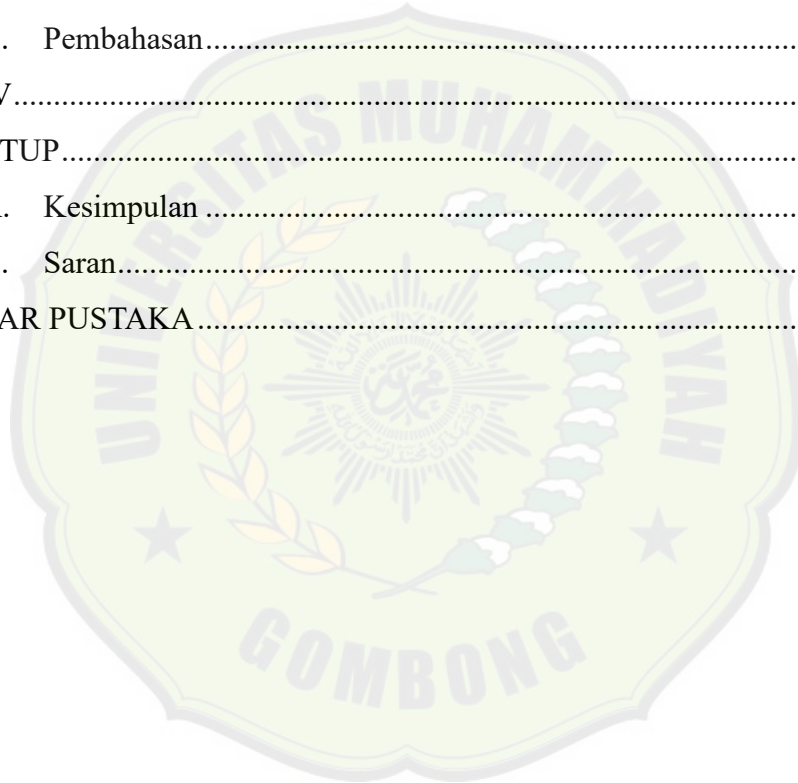 . Pembahasan..........................................................................
V..........................................................................
TUP..........................................................................
. Kesimpulan ..........................................................................
. Saran..........................................................................
AR PUSTAKA..........................................................................
UNIVERSITAS MUHAMMADIYAH
GOMBONG